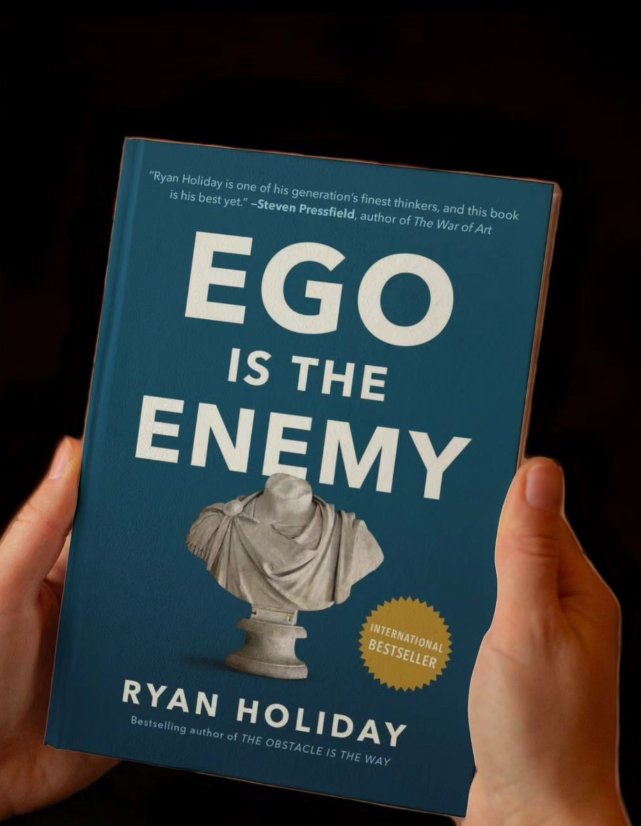 "Ryan Holiday is one of his generation's finest thinkers, and this book
is his best yet." —Steven Pressfield, author of The War of Art
EGO
IS THE
ENEMY
INTERNATIONAL
BESTSELLER
RYAN HOLIDAY
Bestselling author of THE OBSTACLE IS THE WAY